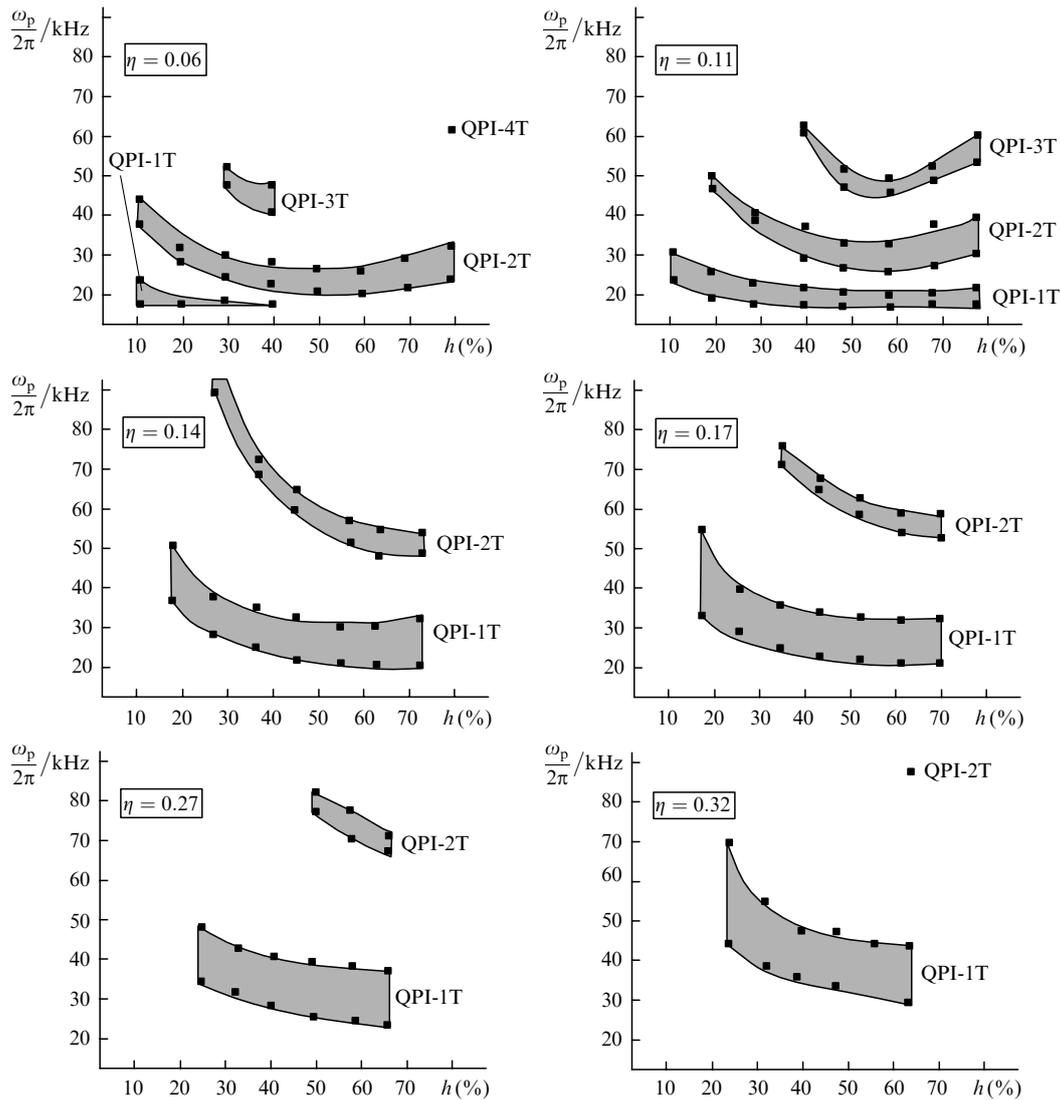 ωp/2π /kHz
80
70
60
50
40
30
20
η = 0.06
QPI-4T
QPI-1T
QPI-3T
QPI-2T
10 20 30 40 50 60 70 h (%)
ωp/2π /kHz
80
70
60
50
40
30
20
η = 0.11
QPI-3T
QPI-2T
QPI-1T
10 20 30 40 50 60 70 h (%)
ωp/2π /kHz
80
70
60
50
40
30
20
η = 0.14
QPI-2T
QPI-1T
10 20 30 40 50 60 70 h (%)
ωp/2π /kHz
80
70
60
50
40
30
20
η = 0.17
QPI-2T
QPI-1T
10 20 30 40 50 60 70 h (%)
ωp/2π /kHz
80
70
60
50
40
30
20
η = 0.27
QPI-2T
QPI-1T
10 20 30 40 50 60 70 h (%)
ωp/2π /kHz
80
70
60
50
40
30
20
η = 0.32
QPI-2T
QPI-1T
10 20 30 40 50 60 70 h (%)